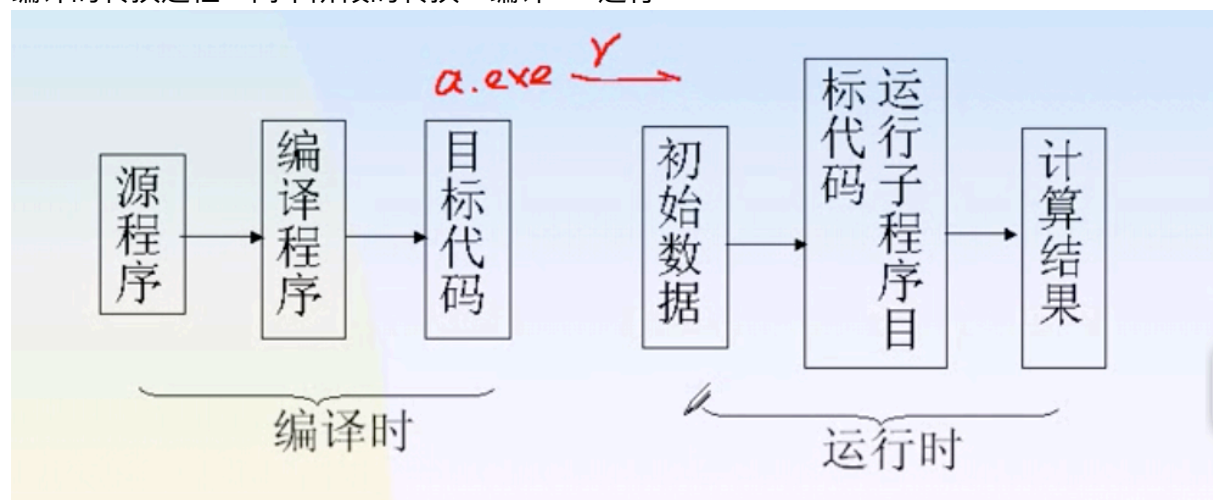 a.exe
源程序
编译程序
目标代码
初始数据
运行子程序目
标代码
计算结果
编译时
运行时